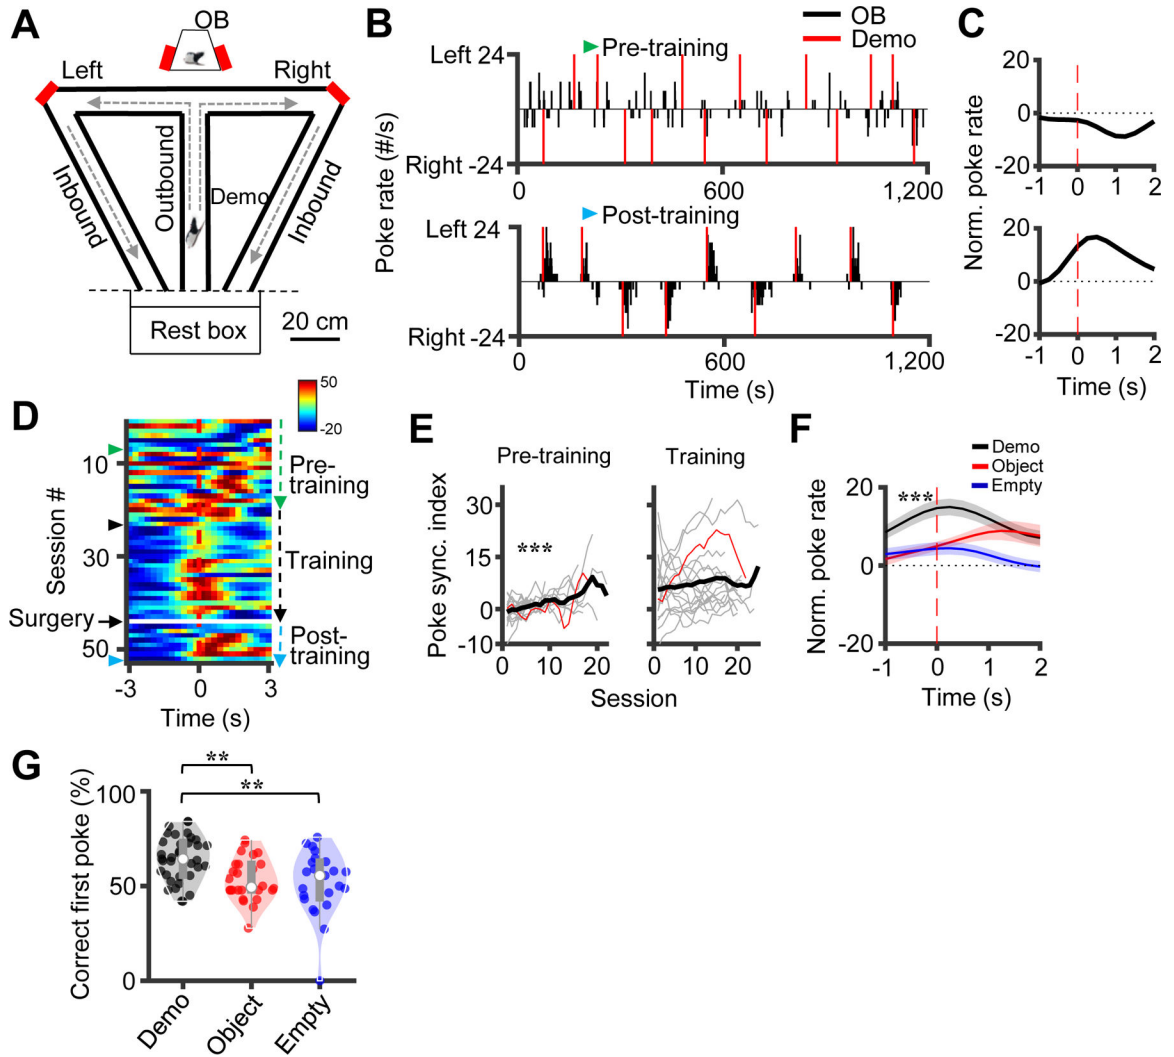 A
OB
Left
Right
Inbound
Outbound
Demo
Inbound
Rest box
20 cm
B
OB
Demo
Pre-training
Left 24
Right -24
0
600
1,200
Post-training
Left 24
Right -24
0
600
1,200
Poke rate (#/s)
Time (s)
C
20
0
-20
-1
0
1
2
20
0
-20
-1
0
1
2
Norm. poke rate
Time (s)
D
50
-20
10
30
50
Session #
Surgery
Pre-
training
Training
Post-
training
-3
0
3
Time (s)
E
Pre-training
Training
Poke sync. index
30
15
0
-10
***
0
10
20
0
10
20
Session
F
Demo
Object
Empty
***
Norm. poke rate
20
0
-20
-1
0
1
2
Time (s)
G
**
**
Correct first poke (%)
100
50
0
Demo
Object
Empty